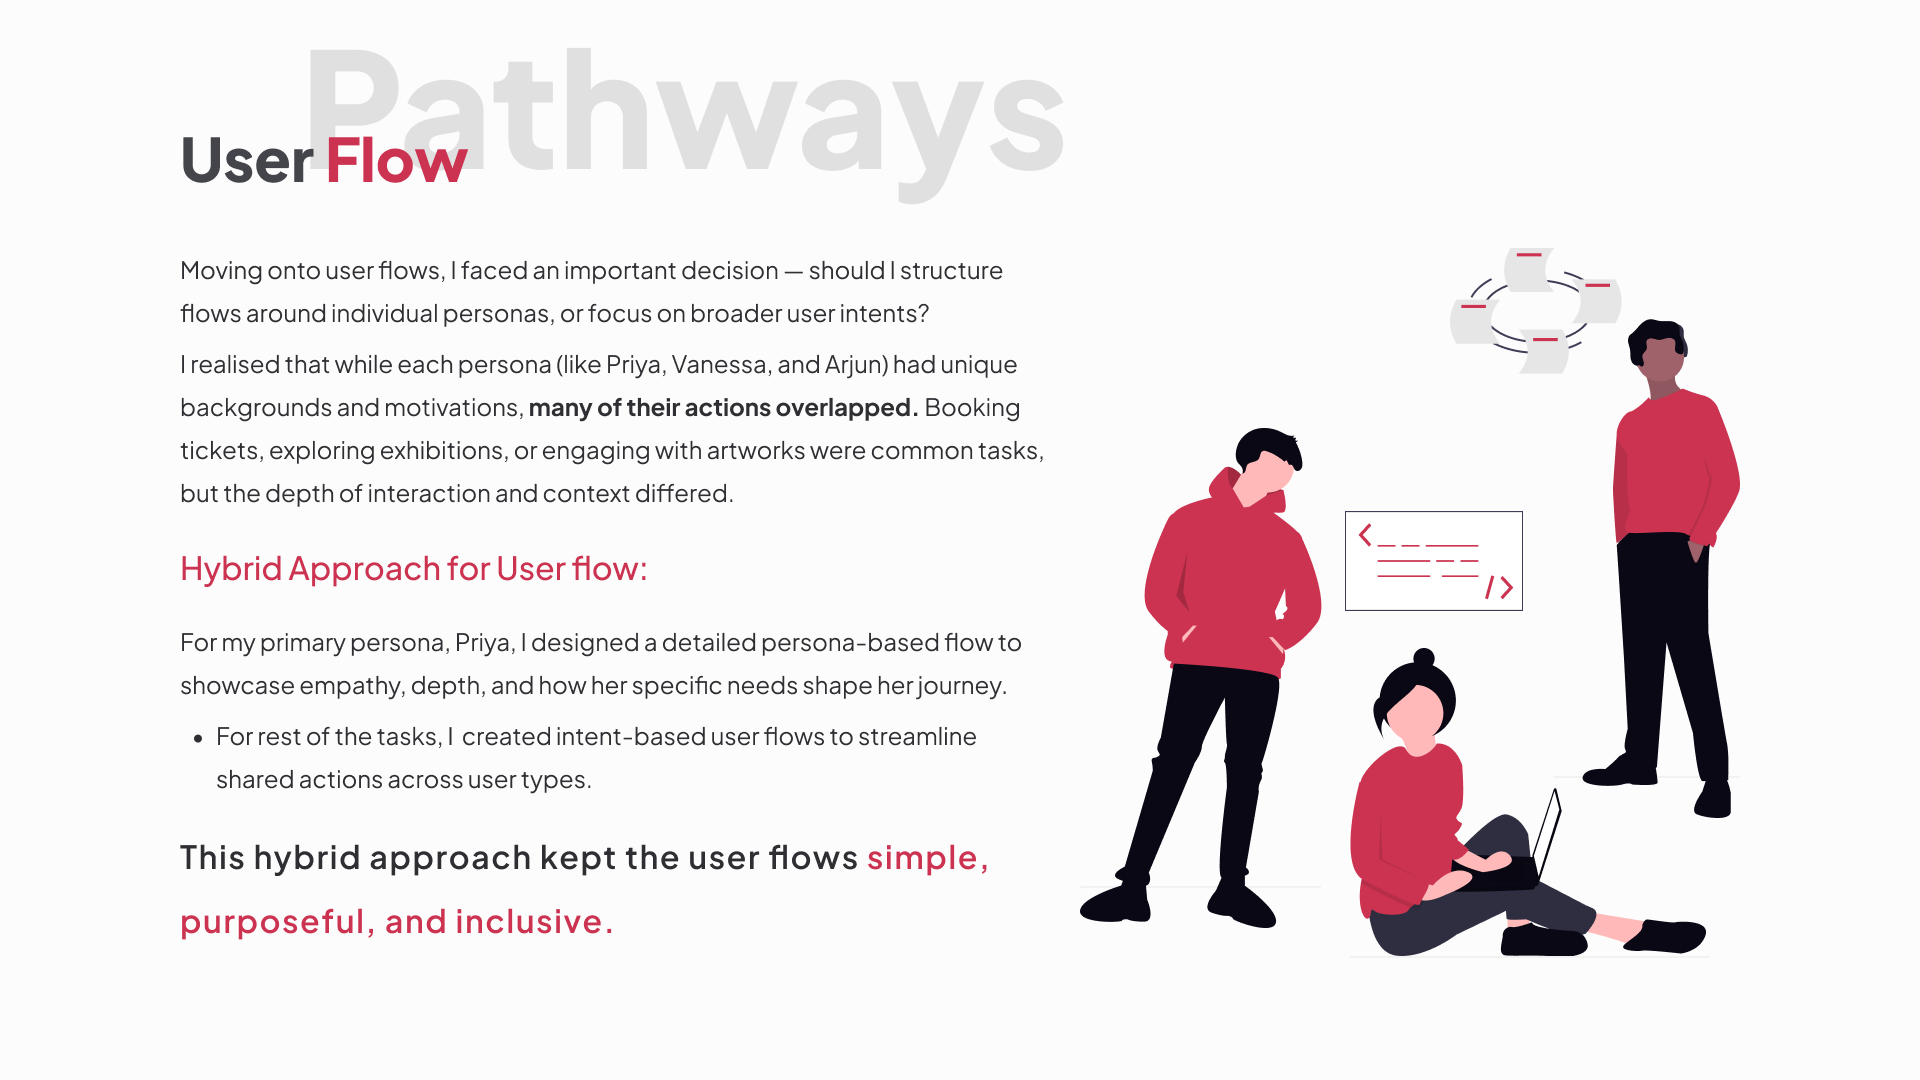 Pathways
User Flow
Moving onto user flows, I faced an important decision — should I structure
flows around individual personas, or focus on broader user intents?
I realised that while each persona (like Priya, Vanessa, and Arjun) had unique
backgrounds and motivations, many of their actions overlapped. Booking
tickets, exploring exhibitions, or engaging with artworks were common tasks,
but the depth of interaction and context differed.
Hybrid Approach for User flow:
For my primary persona, Priya, I designed a detailed persona-based flow to
showcase empathy, depth, and how her specific needs shape her journey.
• For rest of the tasks, I created intent-based user flows to streamline
shared actions across user types.
This hybrid approach kept the user flows simple,
purposeful, and inclusive.